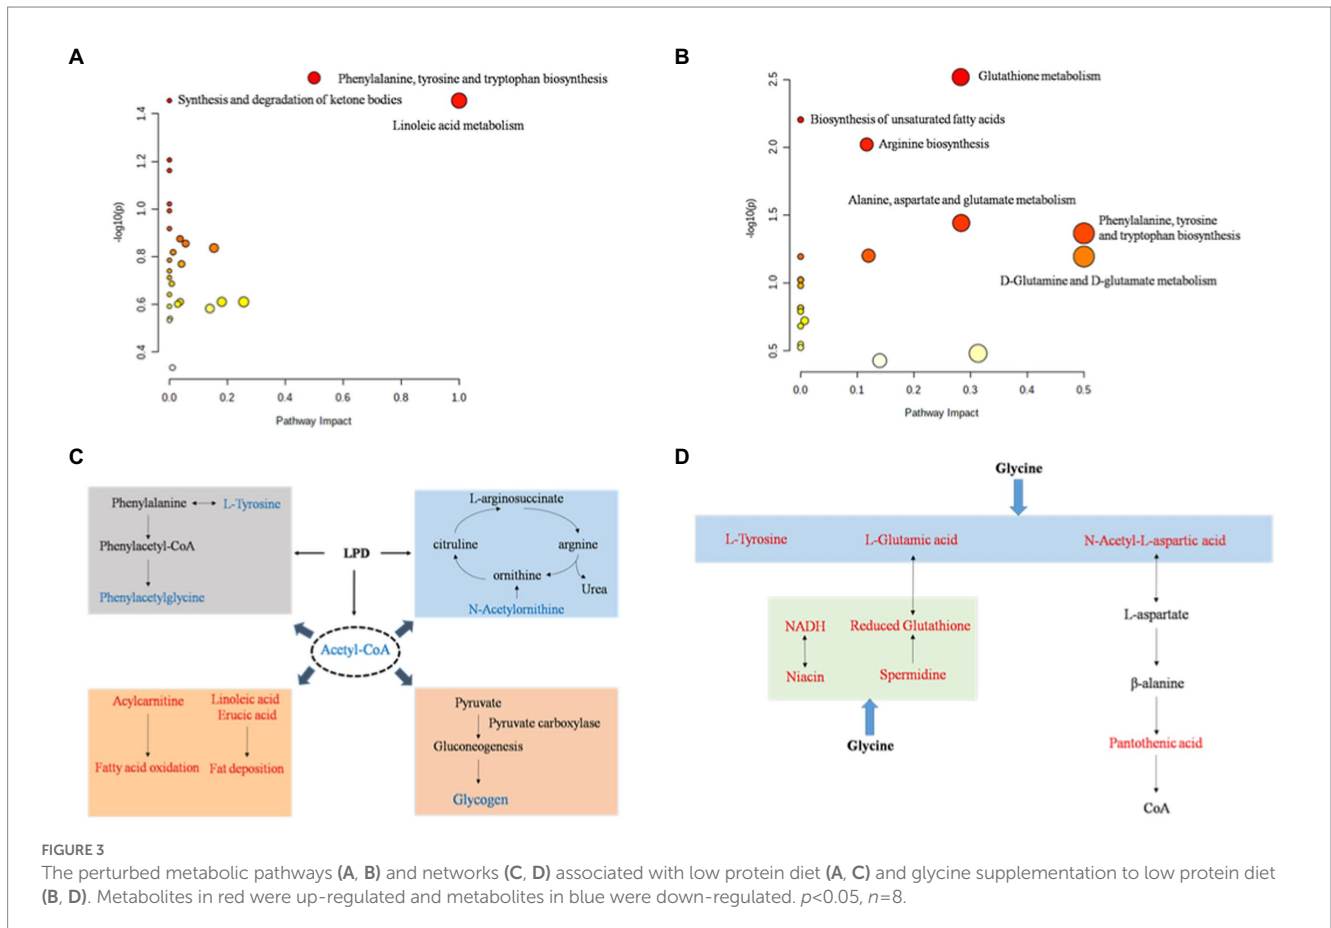 A
Phenylalanine, tyrosine and tryptophan biosynthesis
Synthesis and degradation of ketone bodies
Linoleic acid metabolism
-log10(p)
1.4
1.2
1.0
0.8
0.6
0.4
0.0 0.2 0.4 0.6 0.8 1.0
Pathway Impact
B
Glutathione metabolism
Biosynthesis of unsaturated fatty acids
Arginine biosynthesis
Alanine, aspartate and glutamate metabolism
Phenylalanine, tyrosine
and tryptophan biosynthesis
D-Glutamine and D-glutamate metabolism
-log10(p)
2.5
2.0
1.5
1.0
0.5
0.0 0.1 0.2 0.3 0.4 0.5
Pathway Impact
C
Phenylalanine L-Tyrosine
Phenylacetyl-CoA
Phenylacetylglycine
LPD
L-arginosuccinate
citruline argnine
ornithine
Urea
N-Acetylornithine
Acetyl-CoA
Acylcarnitine Linoleic acid
Erucic acid
Fatty acid oxidation Fat deposition
Pyruvate
Pyruvate carboxylase
Gluconeogenesis
Glycogen
D
Glycine
L-Tyrosine L-Glutamic acid N-Acetyl-L-aspartic acid
NADH Reduced Glutathione
Niacin Spermidine
Glycine
L-aspartate
β-alanine
Pantothenic acid
CoA
FIGURE 3
The perturbed metabolic pathways (A, B) and networks (C, D) associated with low protein diet (A, C) and glycine supplementation to low protein diet
(B, D). Metabolites in red were up-regulated and metabolites in blue were down-regulated. p<0.05, n=8.